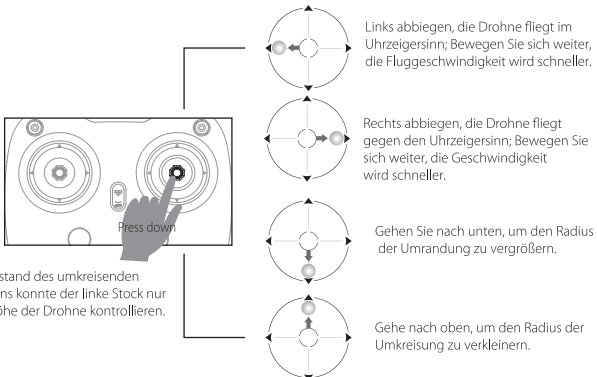 Links abbiegen, die Drohne fliegt im
Uhrzeigersinn; Bewegen Sie sich weiter,
die Fluggeschwindigkeit wird schneller.
Rechts abbiegen, die Drohne fliegt
gegen den Uhrzeigersinn; Bewegen Sie
sich weiter, die Geschwindigkeit
wird schneller.
Press down
Gehen Sie nach unten, um den Radius
der Umrandung zu vergrößern.
stand des umkreisenden
ns konnte der linke Stock nur
öhe der Drohne kontrollieren.
Gehe nach oben, um den Radius der
Umkreisung zu verkleinern.